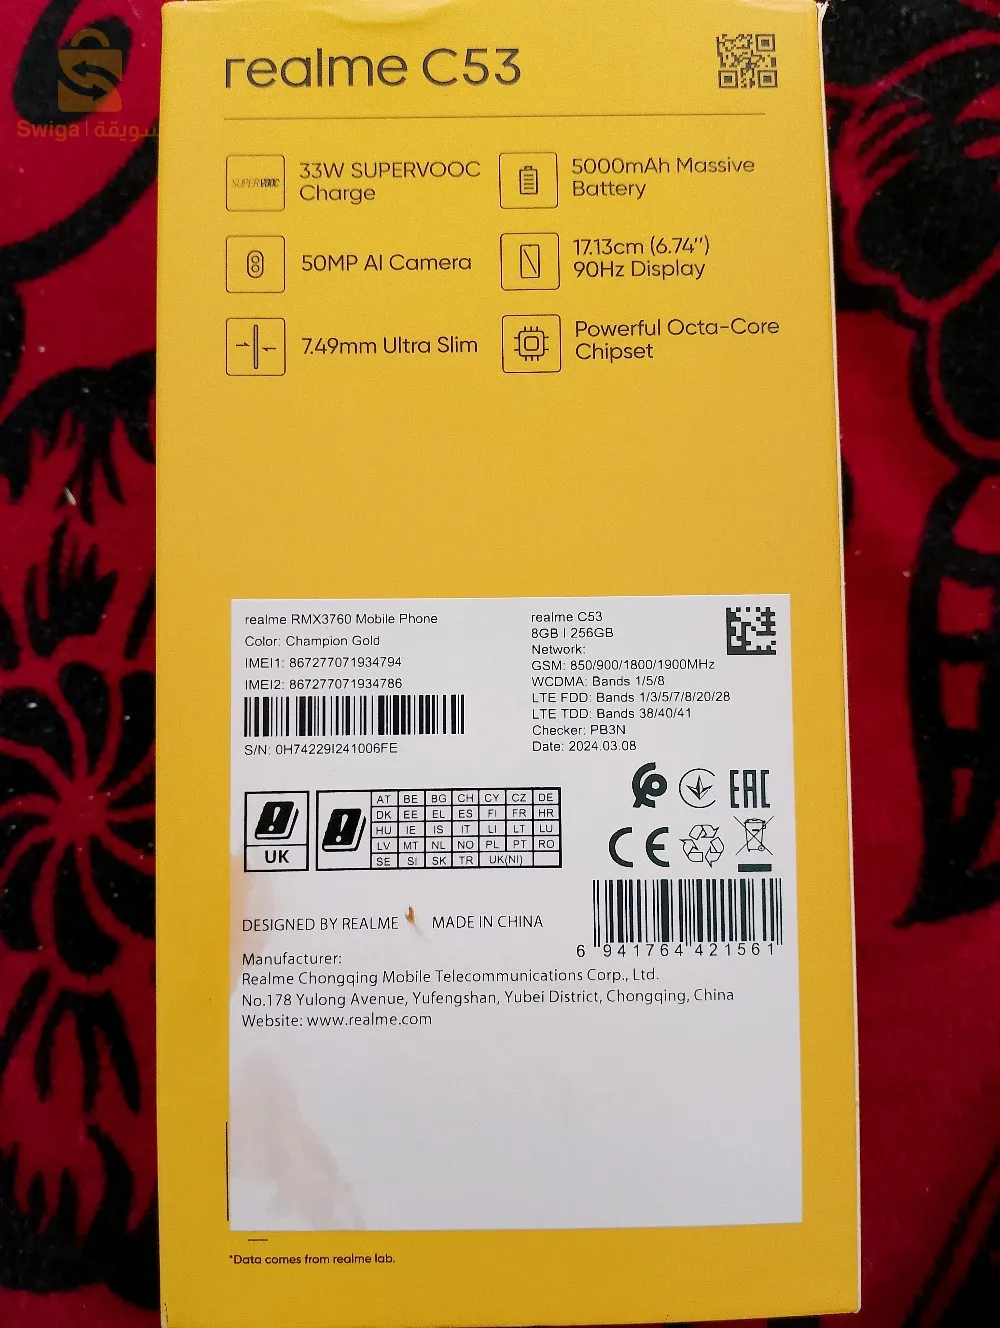 Swiga | سويقة
realme C53
SUPERVOOC
33W SUPERVOOC
Charge
5000mAh Massive
Battery
50MP AI Camera
17.13cm (6.74'')
90Hz Display
7.49mm Ultra Slim
Powerful Octa-Core
Chipset
realme RMX3760 Mobile Phone
Color: Champion Gold
IMEI1: 867277071934794
IMEI2: 867277071934786
S/N: 0H74229I241006FE
realme C53
8GB | 256GB
Network:
GSM: 850/900/1800/1900MHz
WCDMA: Bands 1/5/8
LTE FDD: Bands 1/3/5/7/8/20/28
LTE TDD: Bands 38/40/41
Checker: PB3N
Date: 2024.03.08
UK
AT BE BG CH CY CZ DE
DK EE EL ES FI FR HR
HU IE IS IT LI LT LU
LV MT NL NO PL PT RO
SE SI SK TR UK(NI)
EAC
CE
6 941764 421561
DESIGNED BY REALME MADE IN CHINA
Manufacturer:
Realme Chongqing Mobile Telecommunications Corp., Ltd.
No.178 Yulong Avenue, Yufengshan, Yubei District, Chongqing, China
Website: www.realme.com
*Data comes from realme lab.